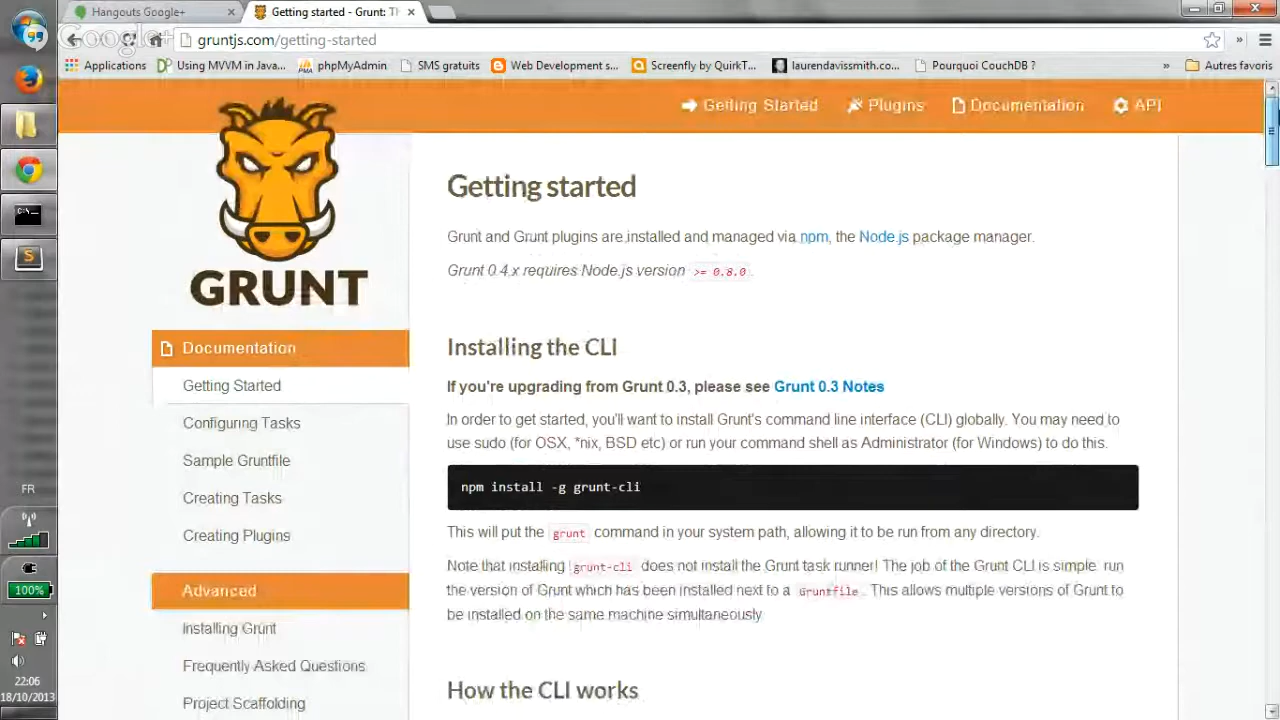 Hangouts Google+
Getting started - Grunt: Th
Google+
gruntjs.com/getting-started
Applications
Using MVVM in Java...
phpMyAdmin
SMS gratuits
Web Development s...
Screenfly by QuirkT...
laurendavissmith.co...
Pourquoi CouchDB ?
»
Autres favoris
Getting Started
Plugins
Documentation
API
GRUNT
Getting started
Grunt and Grunt plugins are installed and managed via npm, the Node.js package manager.
Grunt 0.4.x requires Node.js version >= 0.8.0.
Documentation
Getting Started
Configuring Tasks
Sample Gruntfile
Creating Tasks
Creating Plugins
Advanced
Installing Grunt
Frequently Asked Questions
Project Scaffolding
Installing the CLI
If you're upgrading from Grunt 0.3, please see Grunt 0.3 Notes
In order to get started, you'll want to install Grunt's command line interface (CLI) globally. You may need to
use sudo (for OSX, *nix, BSD etc) or run your command shell as Administrator (for Windows) to do this.
npm install -g grunt-cli
This will put the grunt command in your system path, allowing it to be run from any directory.
Note that installing grunt-cli does not install the Grunt task runner! The job of the Grunt CLI is simple: run
the version of Grunt which has been installed next to a Gruntfile. This allows multiple versions of Grunt to
be installed on the same machine simultaneously.
How the CLI works
C:\
FR
100%
22:06
18/10/2013